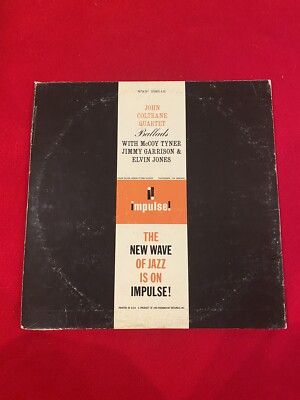 JOHN
COLTRANE
QUARTET
Ballads
WITH McCOY TYNER
JIMMY GARRISON &
ELVIN JONES
impulse!
THE
NEW WAVE
OF JAZZ
IS ON
IMPULSE!